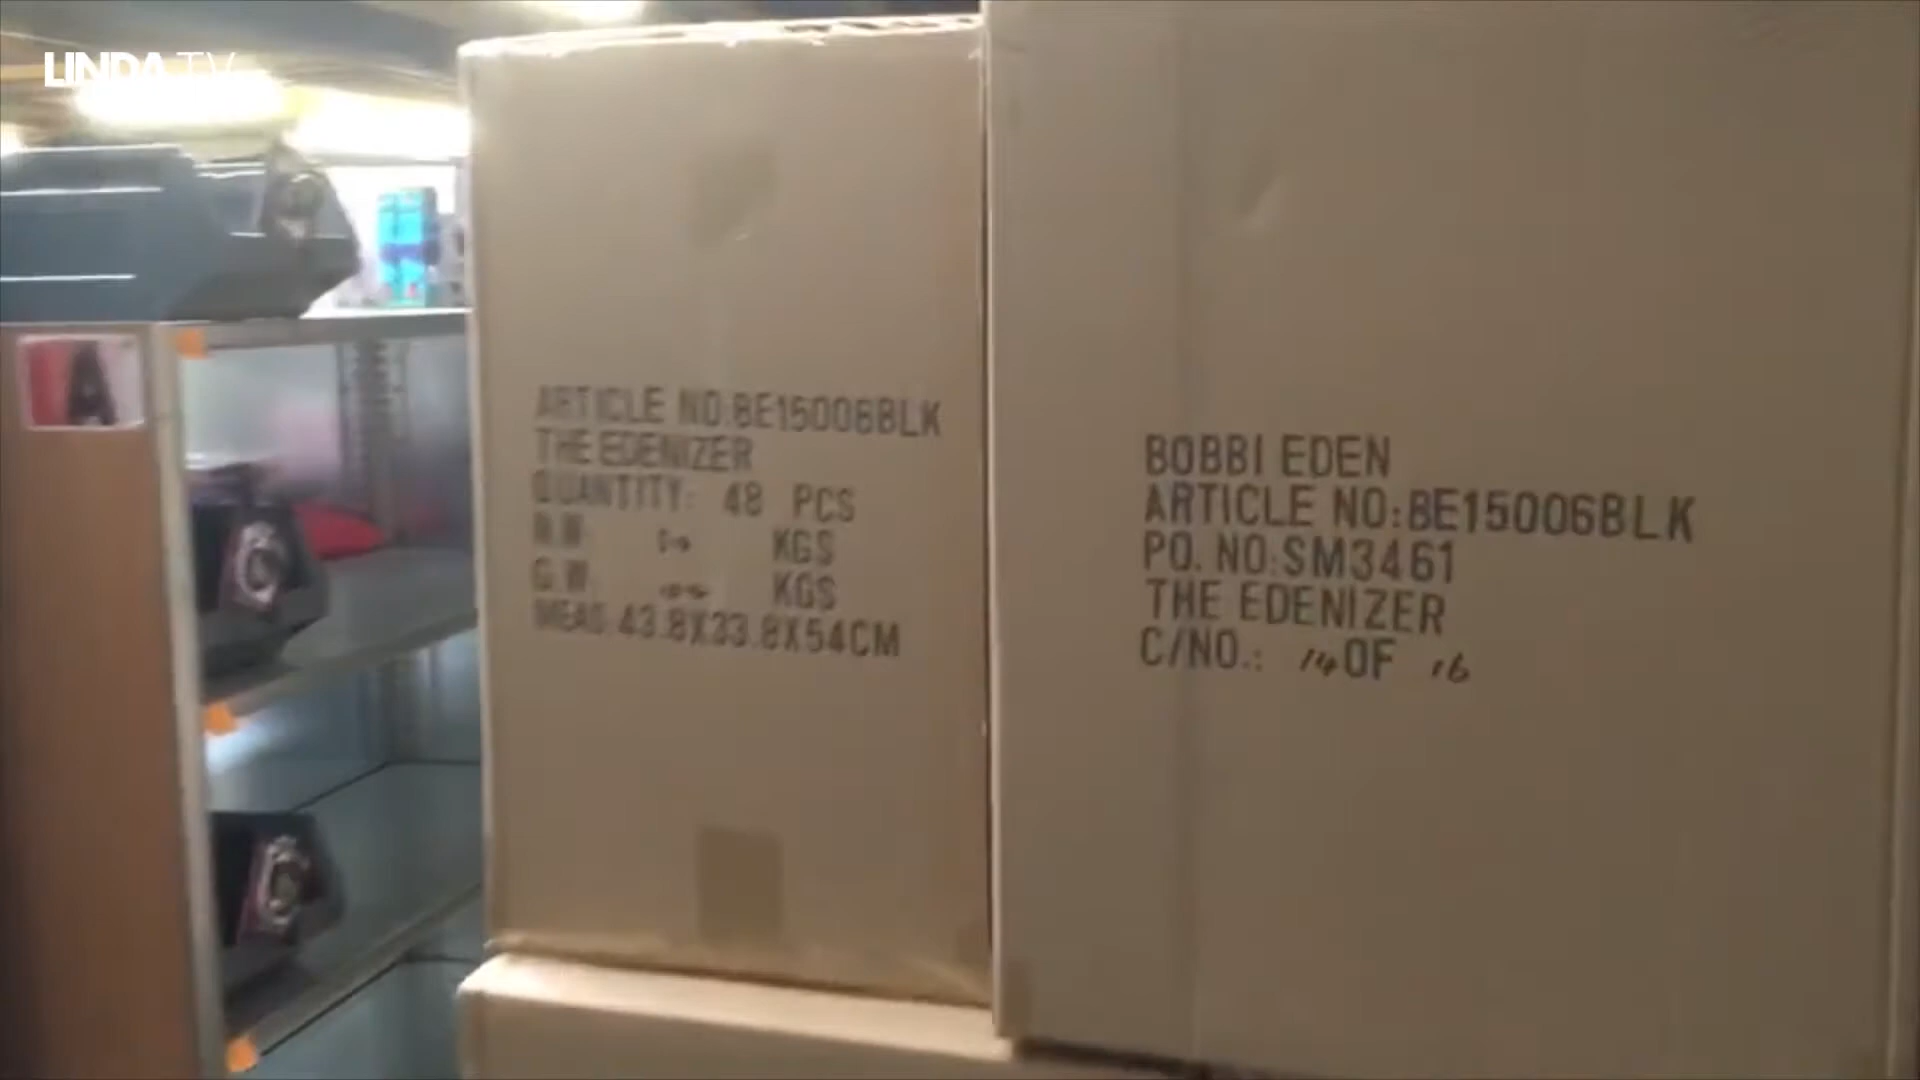 LINDA.TV
A
ARTICLE NO:BE15006BLK
THE EDENIZER
QUANTITY: 48 PCS
N.W: KGS
G.W: KGS
MEAS:43.8X33.8X54CM
BOBBI EDEN
ARTICLE NO:BE15006BLK
PO. NO:SM3461
THE EDENIZER
C/NO.: 14 OF 16